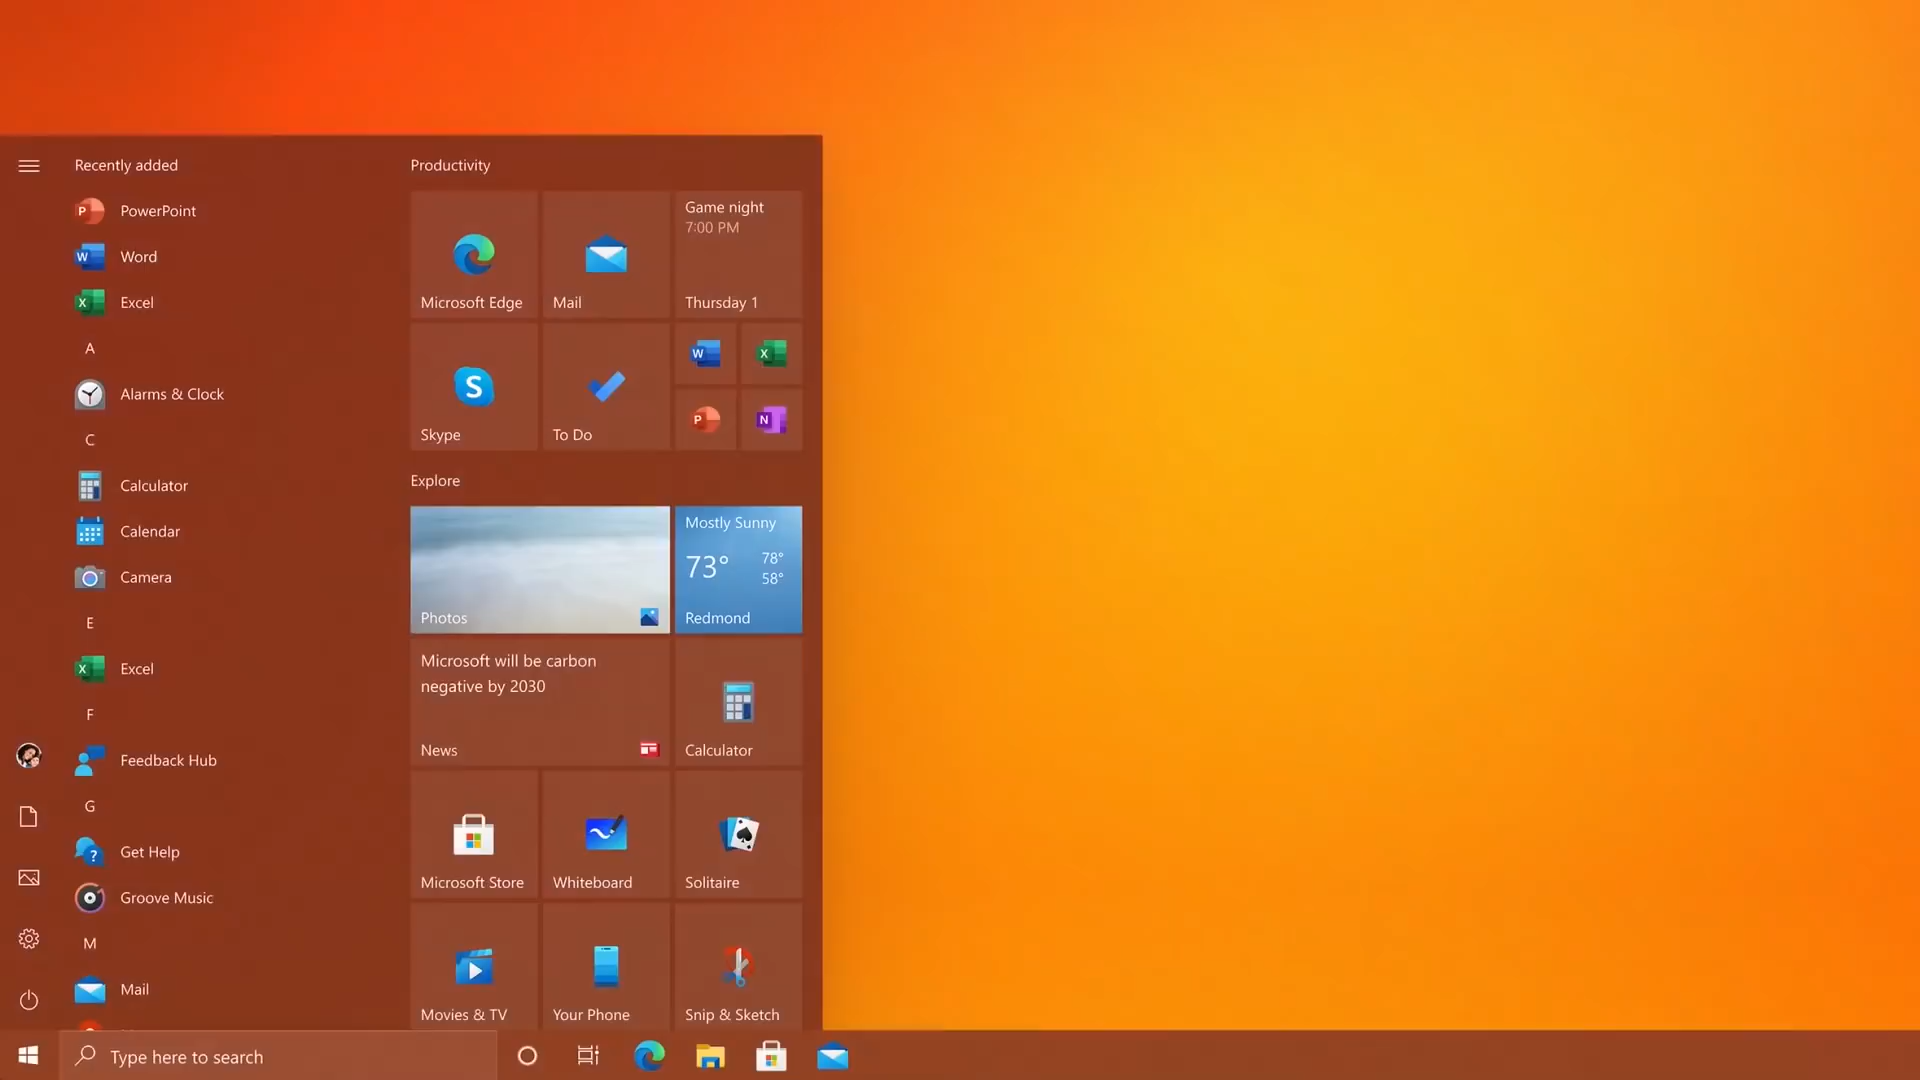 Recently added
PowerPoint
Word
Excel
A
Alarms & Clock
C
Calculator
Calendar
Camera
E
Excel
F
Feedback Hub
G
Get Help
Groove Music
M
Mail
Productivity
Microsoft Edge
Mail
Game night
7:00 PM
Thursday 1
Skype
To Do
Explore
Photos
Mostly Sunny
73°
78°
58°
Redmond
Microsoft will be carbon
negative by 2030
News
Calculator
Microsoft Store
Whiteboard
Solitaire
Movies & TV
Your Phone
Snip & Sketch
Type here to search